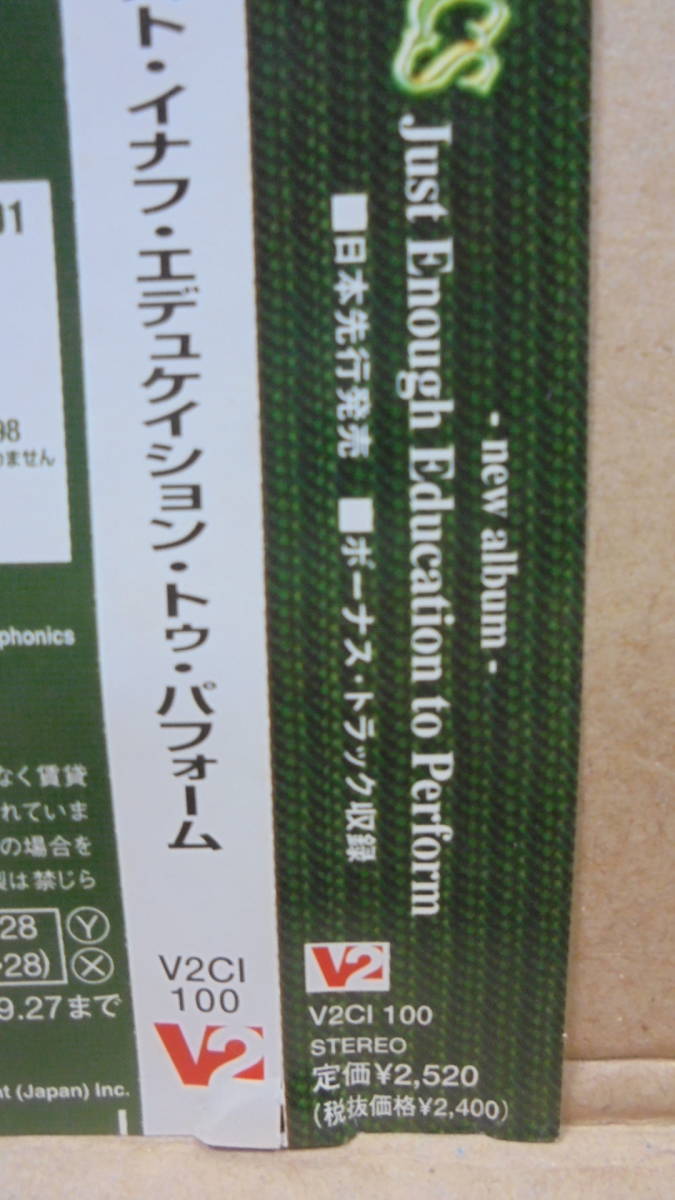 CS
Just Enough Education to Perform
- new album -
■日本先行発売 ■ボーナス・トラック収録
V2
V2CI 100
STEREO
定価¥2,520
(税抜価格¥2,400)
ト・イナフ・エデュケイション・トゥ・パフォーム
V2CI
100
V2
01
98
めません
phonics
なく賃貸
れていま
の場合を
製は禁じら
28 Ⓨ
28) Ⓧ
9.27まで
nt (Japan) Inc.